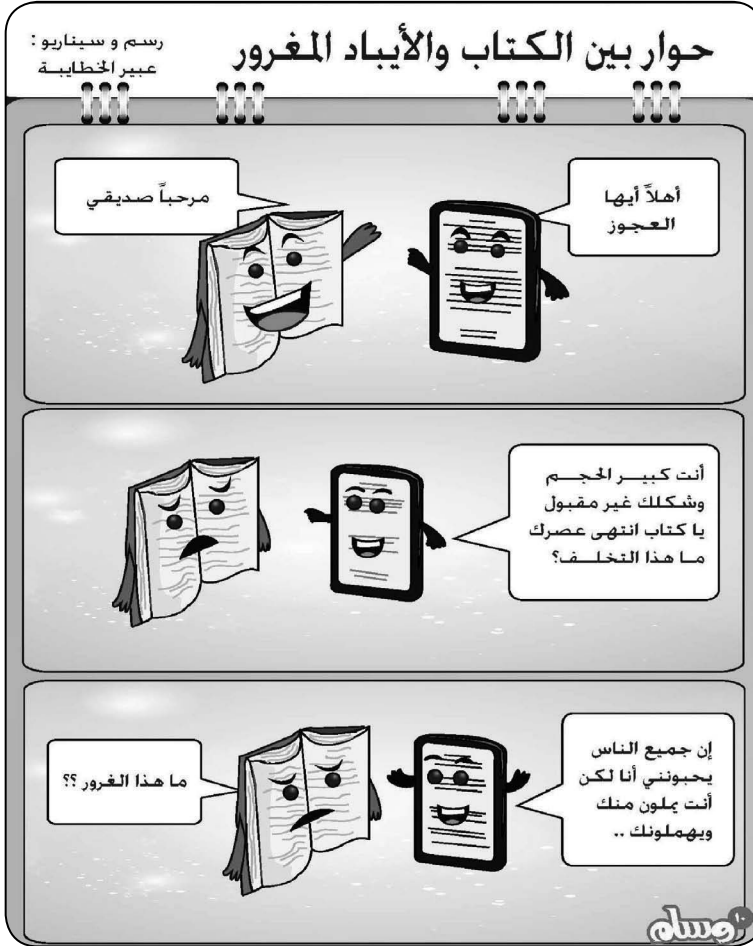 حوار بين الكتاب والأيباد المغرور
رسم و سيناريو :
عبير الخطايبة
أهلاً أيها
العجوز
مرحباً صديقي
أنت كبير الحجم
وشكلك غير مقبول
يا كتاب انتهى عصرك
ما هذا التخلف؟
إن جميع الناس
يحبونني أنا لكن
أنت يملون منك
ويهملونك ..
ما هذا الغرور ؟؟
١٠
وسام